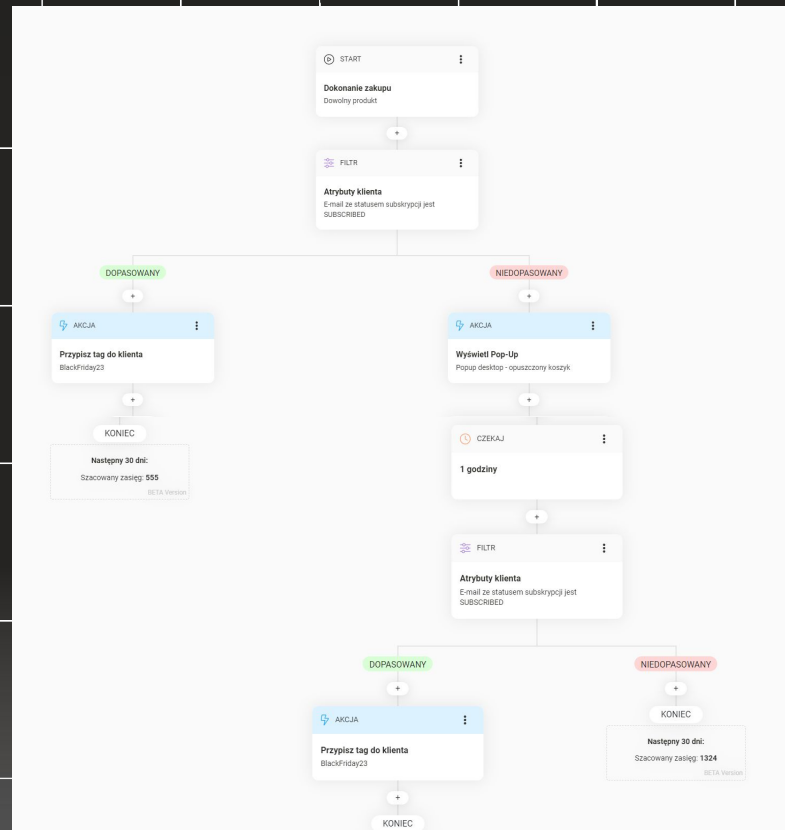 START
Dokonanie zakupu
Dowolny produkt
+
FILTR
Atrybuty klienta
E-mail ze statusem subskrypcji jest
SUBSCRIBED
DOPASOWANY
NIEDOPASOWANY
+
+
AKCJA
Przypisz tag do klienta
BlackFriday23
AKCJA
Wyświetl Pop-Up
Popup desktop - opuszczony koszyk
+
+
KONIEC
Następny 30 dni:
Szacowany zasięg: 555
BETA Version
CZEKAJ
1 godziny
+
FILTR
Atrybuty klienta
E-mail ze statusem subskrypcji jest
SUBSCRIBED
DOPASOWANY
NIEDOPASOWANY
+
+
AKCJA
Przypisz tag do klienta
BlackFriday23
KONIEC
Następny 30 dni:
Szacowany zasięg: 1324
BETA Version
+
KONIEC